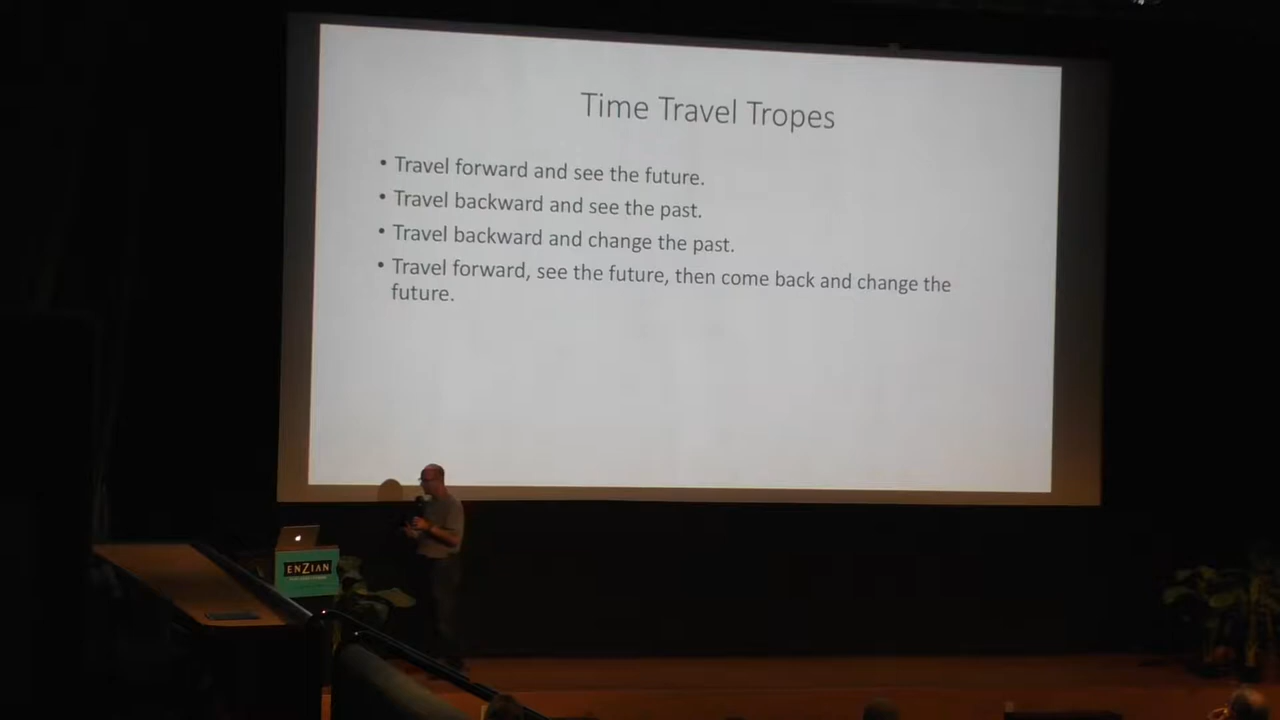 Time Travel Tropes
• Travel forward and see the future.
• Travel backward and see the past.
• Travel backward and change the past.
• Travel forward, see the future, then come back and change the
future.
ENZIAN